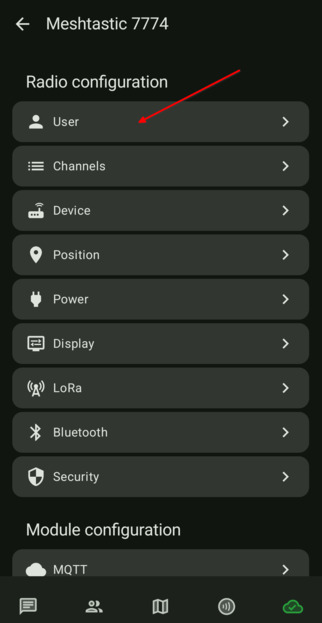 Meshtastic 7774
Radio configuration
User
Channels
Device
Position
Power
Display
LoRa
Bluetooth
Security
Module configuration
MQTT